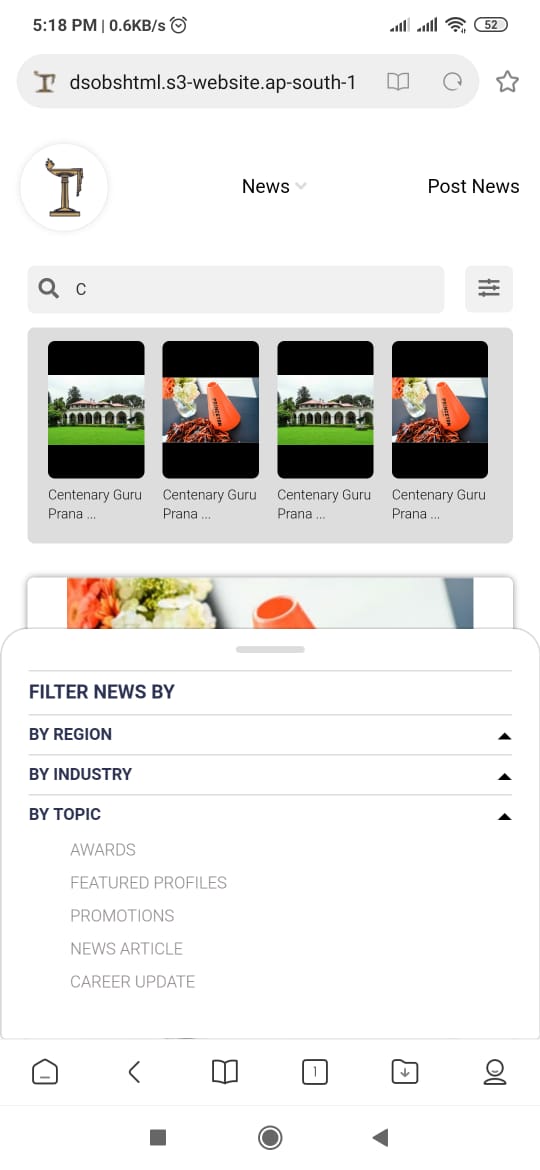 5:18 PM | 0.6KB/s
52
dsobshtml.s3-website.ap-south-1
News
Post News
C
PRINCETON
PRINCETON
Centenary Guru Prana ...
Centenary Guru Prana ...
Centenary Guru Prana ...
Centenary Guru Prana ...
FILTER NEWS BY
BY REGION
BY INDUSTRY
BY TOPIC
AWARDS
FEATURED PROFILES
PROMOTIONS
NEWS ARTICLE
CAREER UPDATE
1